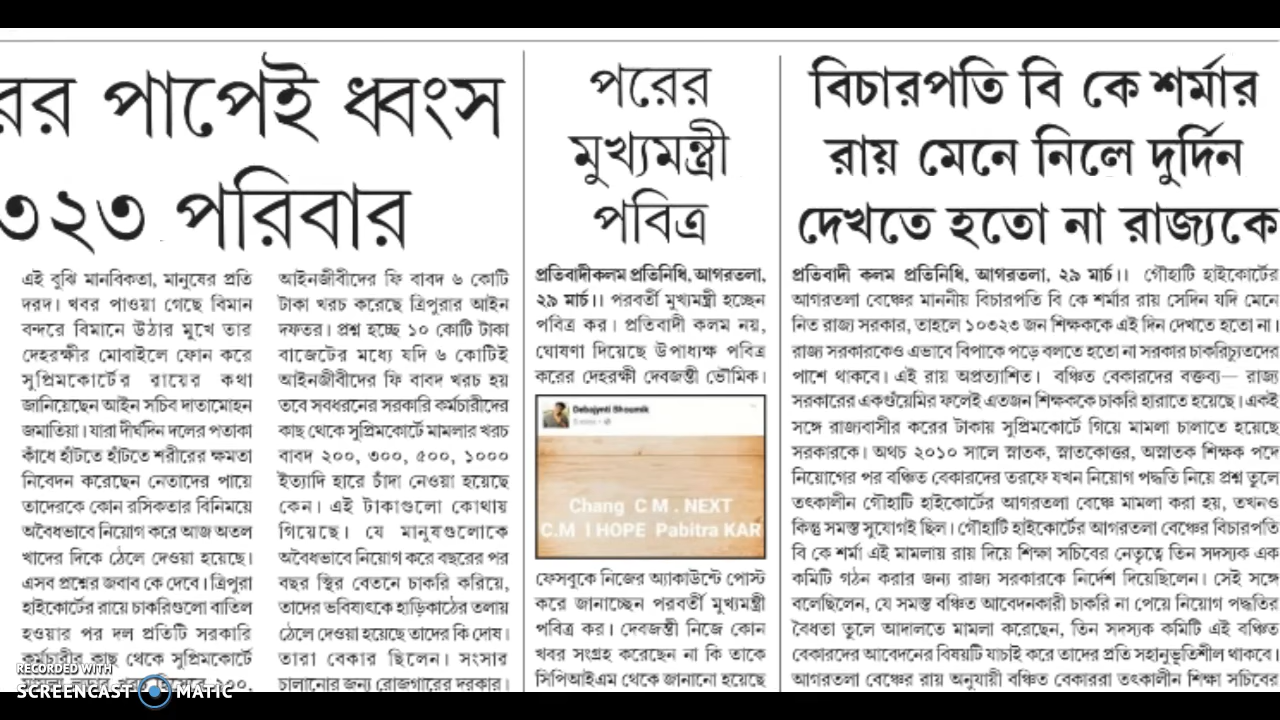 রর পাপেই ধ্বংস
৩২৩ পরিবার
এই বুঝি মানবিকতা, মানুষের প্রতি
দরদ। খবর পাওয়া গেছে বিমান
বন্দরে বিমানে উঠার মুখে তার
দেহরক্ষীর মোবাইলে ফোন করে
সুপ্রিমকোর্টের রায়ের কথা
জানিয়েছেন আইন সচিব দাতামোহন
জমাতিয়া। যারা দীর্ঘদিন দলের পতাকা
কাঁধে হাঁটতে হাঁটতে শরীরের ক্ষমতা
নিবেদন করেছেন নেতাদের পায়ে
তাদেরকে কোন রসিকতার বিনিময়ে
অবৈধভাবে নিয়োগ করে আজ অতল
খাদের দিকে ঠেলে দেওয়া হয়েছে।
এসব প্রশ্নের জবাব কে দেবে। ত্রিপুরা
হাইকোর্টের রায়ে চাকরিগুলো বাতিল
হওয়ার পর দল প্রতিটি সরকারি
কর্মচারীর কাছ থেকে সুপ্রিমকোর্টে
আইনজীবীদের ফি বাবদ ৬ কোটি
টাকা খরচ করেছে ত্রিপুরার আইন
দফতর। প্রশ্ন হচ্ছে ১০ কোটি টাকা
বাজেটের মধ্যে যদি ৬ কোটিই
আইনজীবীদের ফি বাবদ খরচ হয়
তবে সবধরনের সরকারি কর্মচারীদের
কাছ থেকে সুপ্রিমকোর্টে মামলার খরচ
বাবদ ২০০, ৩০০, ৫০০, ১০০০
ইত্যাদি হারে চাঁদা নেওয়া হয়েছে
কেন। এই টাকাগুলো কোথায়
গিয়েছে। যে মানুষগুলোকে
অবৈধভাবে নিয়োগ করে বছরের পর
বছর স্থির বেতনে চাকরি করিয়ে,
তাদের ভবিষ্যৎকে হাড়িকাঠের তলায়
ঠেলে দেওয়া হয়েছে তাদের কি দোষ।
তারা বেকার ছিলেন। সংসার
চালানোর জন্য রোজগারের দরকার।
পরের
মুখ্যমন্ত্রী
পবিত্র
প্রতিবাদীকলম প্রতিনিধি, আগরতলা,
২৯ মার্চ।। পরবর্তী মুখ্যমন্ত্রী হচ্ছেন
পবিত্র কর। প্রতিবাদী কলম নয়,
ঘোষণা দিয়েছে উপাধ্যক্ষ পবিত্র
করের দেহরক্ষী দেবজন্তী ভৌমিক।
Debajynti Bhoumik
Chang C M . NEXT
C.M I HOPE Pabitra KAR
ফেসবুকে নিজের অ্যাকাউন্টে পোস্ট
করে জানাচ্ছেন পরবর্তী মুখ্যমন্ত্রী
পবিত্র কর। দেবজন্তী নিজে কোন
খবর সংগ্রহ করেছেন না কি তাকে
সিপিআইএম থেকে জানানো হয়েছে
বিচারপতি বি কে শর্মার
রায় মেনে নিলে দুর্দিন
দেখতে হতো না রাজ্যকে
প্রতিবাদী কলম প্রতিনিধি, আগরতলা, ২৯ মার্চ।। গৌহাটি হাইকোর্টের
আগরতলা বেঞ্চের মাননীয় বিচারপতি বি কে শর্মার রায় সেদিন যদি মেনে
নিত রাজ্য সরকার, তাহলে ১০৩২৩ জন শিক্ষককে এই দিন দেখতে হতো না।
রাজ্য সরকারকেও এভাবে বিপাকে পড়ে বলতে হতো না সরকার চাকরিচ্যুতদের
পাশে থাকবে। এই রায় অপ্রত্যাশিত। বঞ্চিত বেকারদের বক্তব্য— রাজ্য
সরকারের একগুঁয়েমির ফলেই এতজন শিক্ষককে চাকরি হারাতে হয়েছে। একই
সঙ্গে রাজ্যবাসীর করের টাকায় সুপ্রিমকোর্টে গিয়ে মামলা চালাতে হয়েছে
সরকারকে। অথচ ২০১০ সালে স্নাতক, স্নাতকোত্তর, অস্নাতক শিক্ষক পদে
নিয়োগের পর বঞ্চিত বেকারদের তরফে যখন নিয়োগ পদ্ধতি নিয়ে প্রশ্ন তুলে
তৎকালীন গৌহাটি হাইকোর্টের আগরতলা বেঞ্চে মামলা করা হয়, তখনও
কিন্তু সমস্ত সুযোগই ছিল। গৌহাটি হাইকোর্টের আগরতলা বেঞ্চের বিচারপতি
বি কে শর্মা এই মামলায় রায় দিয়ে শিক্ষা সচিবের নেতৃত্বে তিন সদস্যক এক
কমিটি গঠন করার জন্য রাজ্য সরকারকে নির্দেশ দিয়েছিলেন। সেই সঙ্গে
বলেছিলেন, যে সমস্ত বঞ্চিত আবেদনকারী চাকরি না পেয়ে নিয়োগ পদ্ধতির
বৈধতা তুলে আদালতে মামলা করেছেন, তিন সদস্যক কমিটি এই বঞ্চিত
বেকারদের আবেদনের বিষয়টি যাচাই করে তাদের প্রতি সহানুভূতিশীল থাকবে।
আগরতলা বেঞ্চের রায় অনুযায়ী বঞ্চিত বেকাররা তৎকালীন শিক্ষা সচিবের
RECORDED WITH
SCREENCAST MATIC